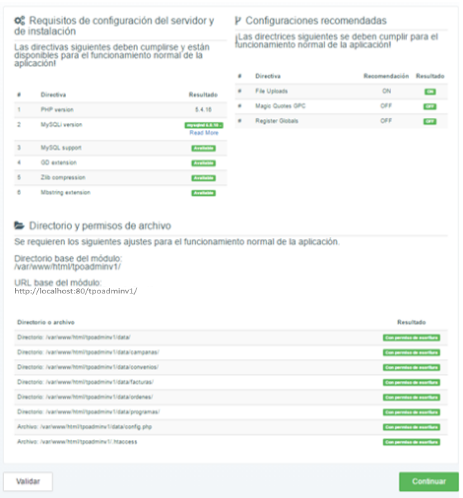 Requisitos de configuración del servidor y
de instalación
Las directivas siguientes deben cumplirse y están
disponibles para el funcionamiento normal de la
aplicación!
# Directiva Resultado
1 PHP version 5.4.16
2 MySQLi version
Read More
3 MySQL support Available
4 GD extension Available
5 Zlib compression Available
6 Mbstring extension Available
Configuraciones recomendadas
¡Las directrices siguientes se deben cumplir para el
funcionamiento normal de la aplicación!
# Directiva Recomendación Resultado
# File Uploads ON ON
# Magic Quotes GPC OFF OFF
# Register Globals OFF OFF
Directorio y permisos de archivo
Se requieren los siguientes ajustes para el funcionamiento normal de la aplicación.
Directorio base del módulo:
/var/www/html/tpoadminv1/
URL base del módulo:
http://localhost:80/tpoadminv1/
Directorio o archivo Resultado
Directorio: /var/www/html/tpoadminv1/data/ Con permiso de escritura
Directorio: /var/www/html/tpoadminv1/data/campanas/ Con permiso de escritura
Directorio: /var/www/html/tpoadminv1/data/convenios/ Con permiso de escritura
Directorio: /var/www/html/tpoadminv1/data/facturas/ Con permiso de escritura
Directorio: /var/www/html/tpoadminv1/data/ordenes/ Con permiso de escritura
Directorio: /var/www/html/tpoadminv1/data/programas/ Con permiso de escritura
Archivo: /var/www/html/tpoadminv1/data/config.php Con permiso de escritura
Archivo: /var/www/html/tpoadminv1/.htaccess Con permiso de escritura
Validar Continuar